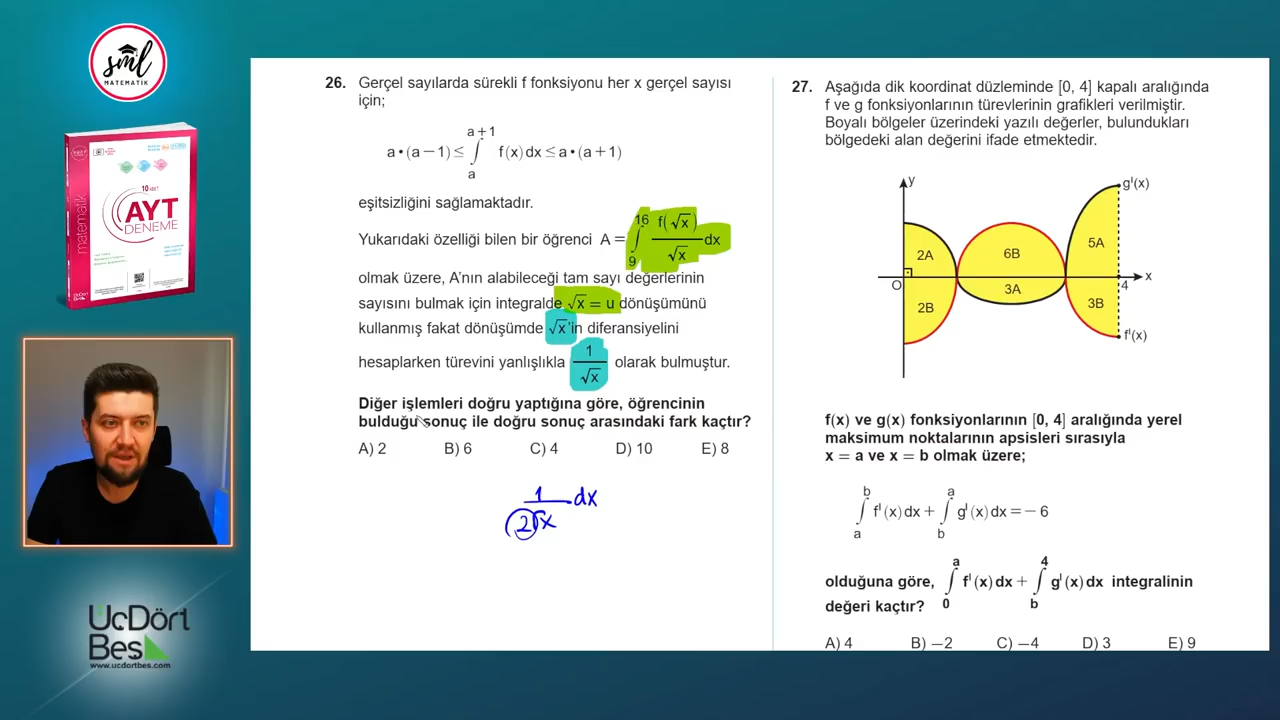 sml
MATEMATİK
10 ADET
AYT
DENEME
matematik
ÜcDört
Bes
www.ucdortbes.com
26. Gerçel sayılarda sürekli f fonksiyonu her x gerçel sayısı
için;
a+1
a•(a−1) ≤ ∫ f(x) dx ≤ a•(a+1)
a
eşitsizliğini sağlamaktadır.
16 f(√x)
Yukarıdaki özelliği bilen bir öğrenci A = ∫ dx
9 √x
olmak üzere, A’nın alabileceği tam sayı değerlerinin
sayısını bulmak için integralde √x = u dönüşümünü
kullanmış fakat dönüşümde √x’in diferansiyelini
1
hesaplarken türevini yanlışlıkla olarak bulmuştur.
√x
Diğer işlemleri doğru yaptığına göre, öğrencinin
bulduğu sonuç ile doğru sonuç arasındaki fark kaçtır?
A) 2 B) 6 C) 4 D) 10 E) 8
1 dx
2√x
27. Aşağıda dik koordinat düzleminde [0, 4] kapalı aralığında
f ve g fonksiyonlarının türevlerinin grafikleri verilmiştir.
Boyalı bölgeler üzerindeki yazılı değerler, bulundukları
bölgedeki alan değerini ifade etmektedir.
y
g'(x)
5A
2A 6B
x
O 3A 4
2B 3B
f'(x)
f(x) ve g(x) fonksiyonlarının [0, 4] aralığında yerel
maksimum noktalarının apsisleri sırasıyla
x = a ve x = b olmak üzere;
b a
∫ f'(x) dx + ∫ g'(x) dx = − 6
a b
a 4
olduğuna göre, ∫ f'(x) dx + ∫ g'(x) dx integralinin
0 b
değeri kaçtır?
A) 4 B) −2 C) −4 D) 3 E) 9